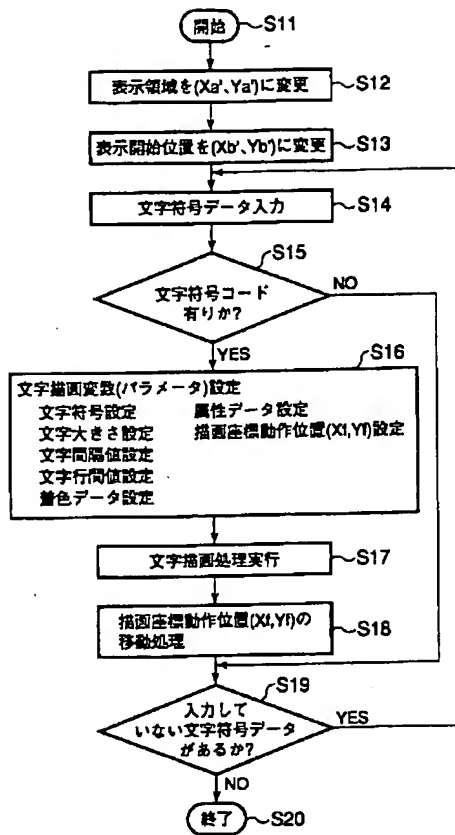 開始 S11
表示領域を(Xa'、Ya')に変更 S12
表示開始位置を(Xb'、Yb')に変更 S13
文字符号データ入力 S14
S15
文字符号コード
有りか?
NO
YES
S16
文字描画変数(パラメータ)設定
文字符号設定 属性データ設定
文字大きさ設定 描画座標動作位置(Xf,Yf)設定
文字間隔値設定
文字行間値設定
着色データ設定
文字描画処理実行 S17
描画座標動作位置(Xf,Yf)の
移動処理 S18
S19
入力して
いない文字符号データ
があるか?
YES
NO
終了 S20